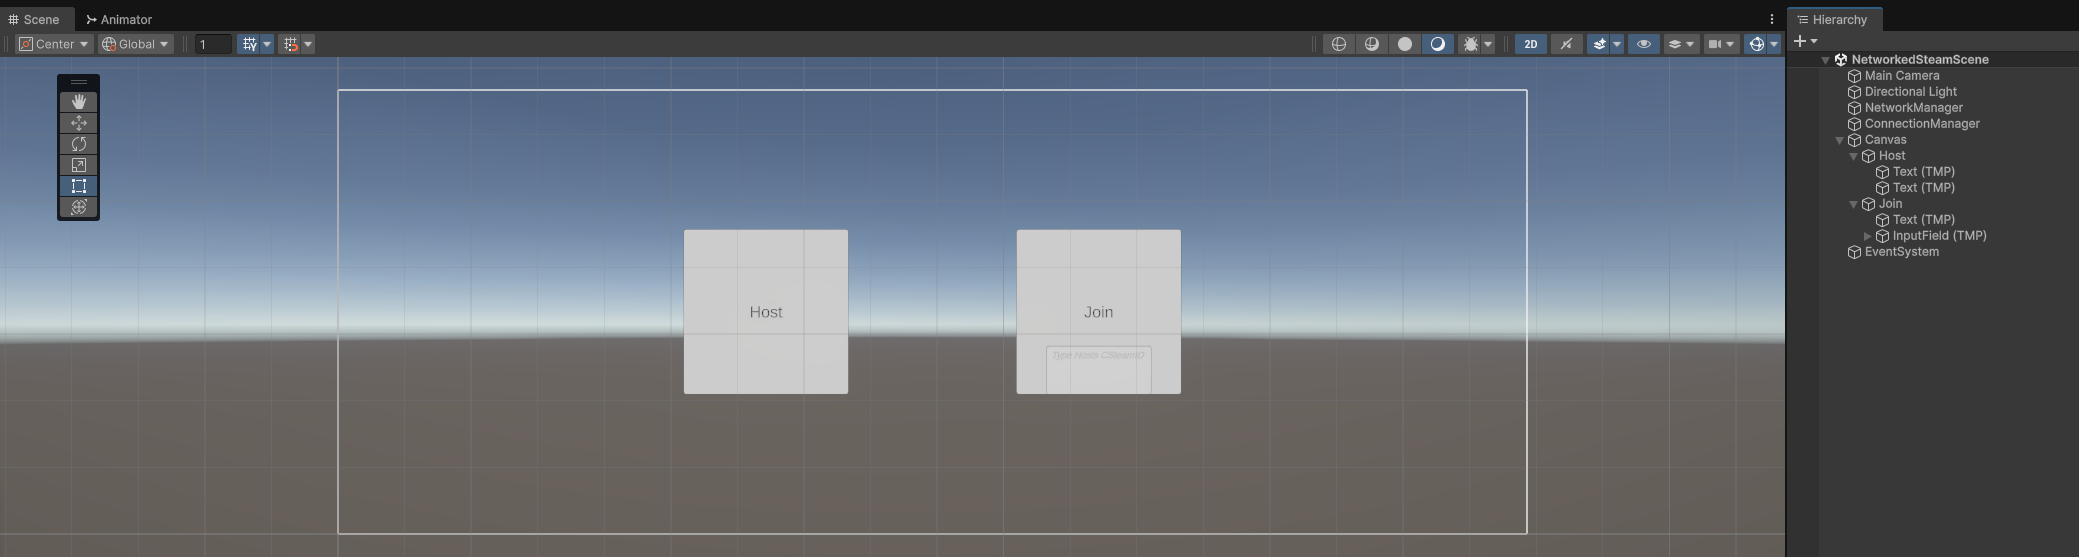 Scene
Animator
Hierarchy
Center
Global
1
2D
NetworkedSteamScene
Main Camera
Directional Light
NetworkManager
ConnectionManager
Canvas
Host
Text (TMP)
Text (TMP)
Join
Text (TMP)
InputField (TMP)
EventSystem
Host
Join
Type Hosts CSteamID